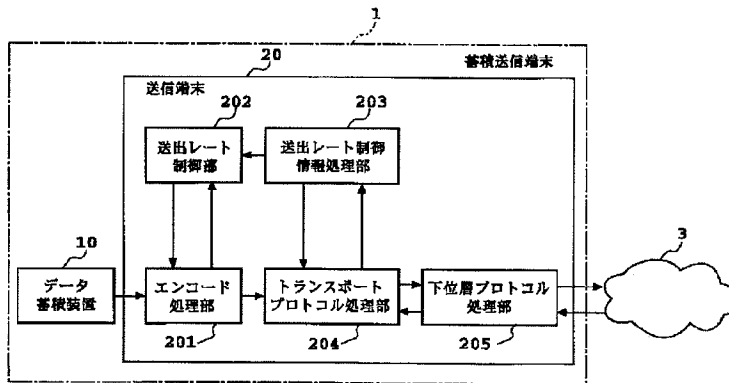 1
蓄積送信端末
20
送信端末
202
203
送出レート
制御部
送出レート制御
情報処理部
10
3
データ
蓄積装置
エンコード
処理部
トランスポート
プロトコル処理部
下位層プロトコル
処理部
201
204
205